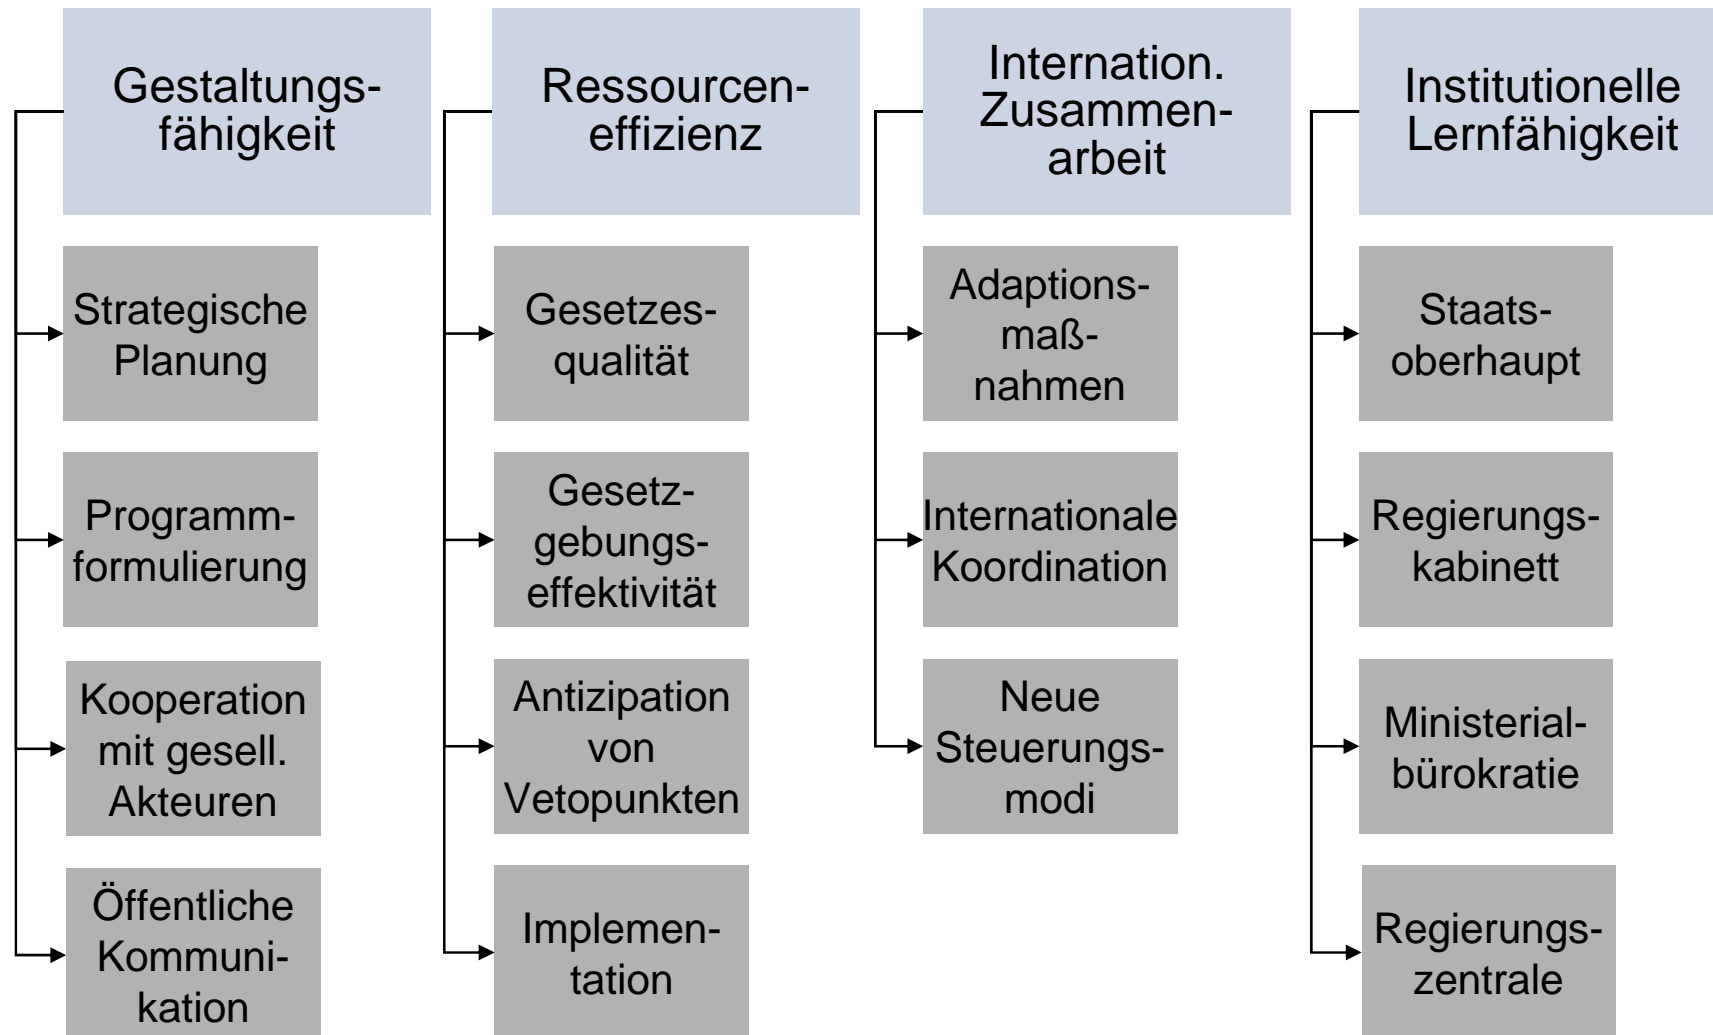 Gestaltungs-
fähigkeit
Strategische
Planung
Programm-
formulierung
Kooperation
mit gesell.
Akteuren
Öffentliche
Kommuni-
kation
Ressourcen-
effizienz
Gesetzes-
qualität
Gesetz-
gebungs-
effektivität
Antizipation
von
Vetopunkten
Implemen-
tation
Internation.
Zusammen-
arbeit
Adaptions-
maß-
nahmen
Internationale
Koordination
Neue
Steuerungs-
modi
Institutionelle
Lernfähigkeit
Staats-
oberhaupt
Regierungs-
kabinett
Ministerial-
bürokratie
Regierungs-
zentrale